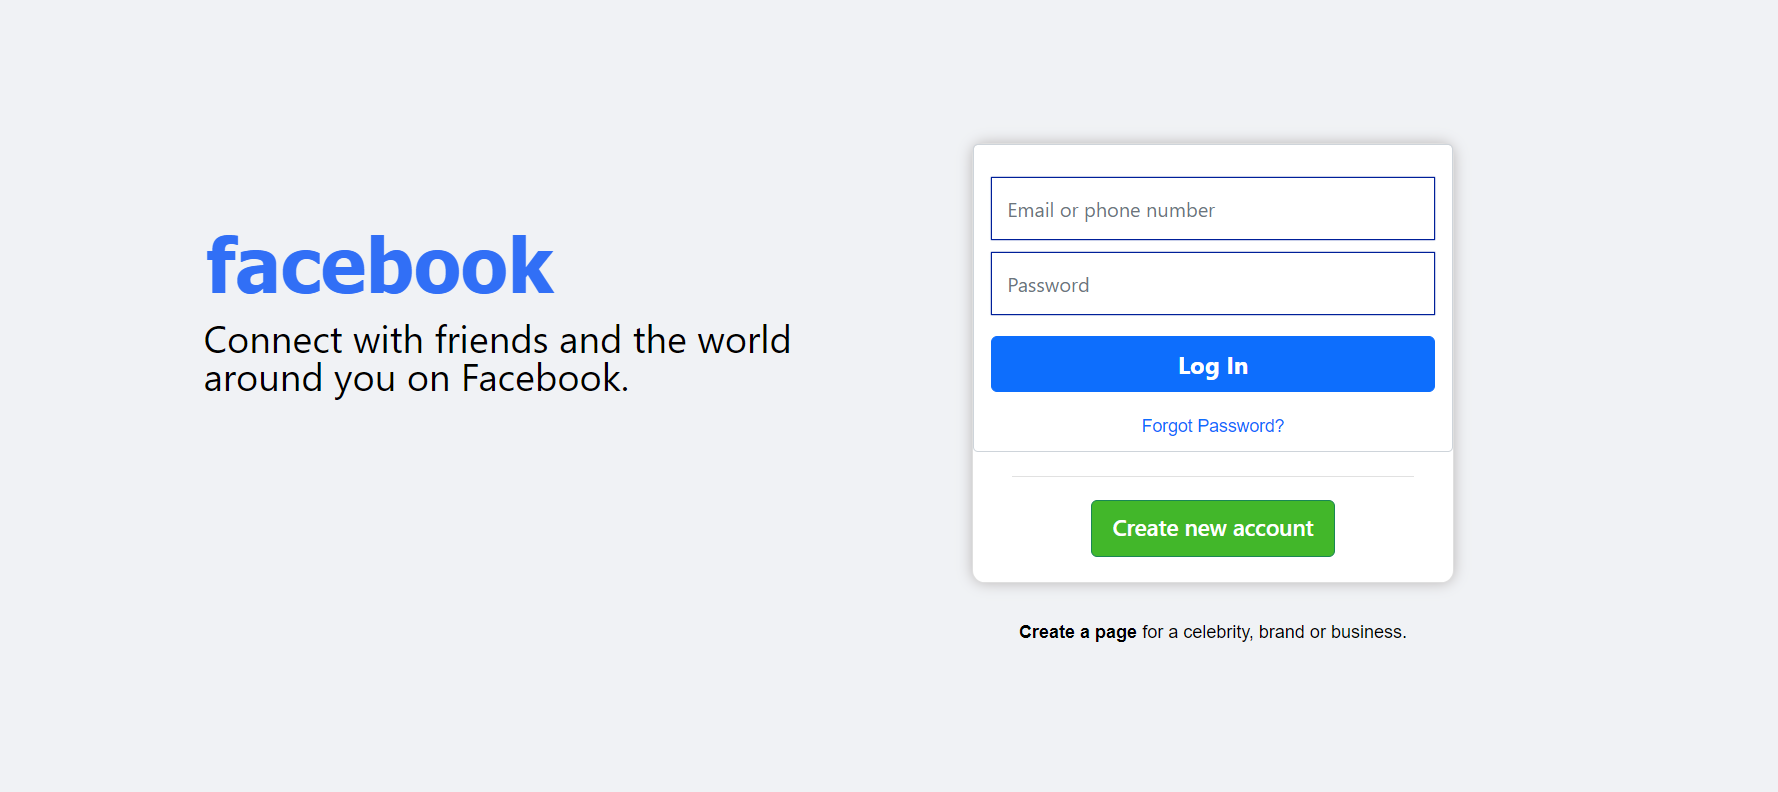 facebook
Connect with friends and the world
around you on Facebook.
Email or phone number
Password
Log In
Forgot Password?
Create new account
Create a page for a celebrity, brand or business.